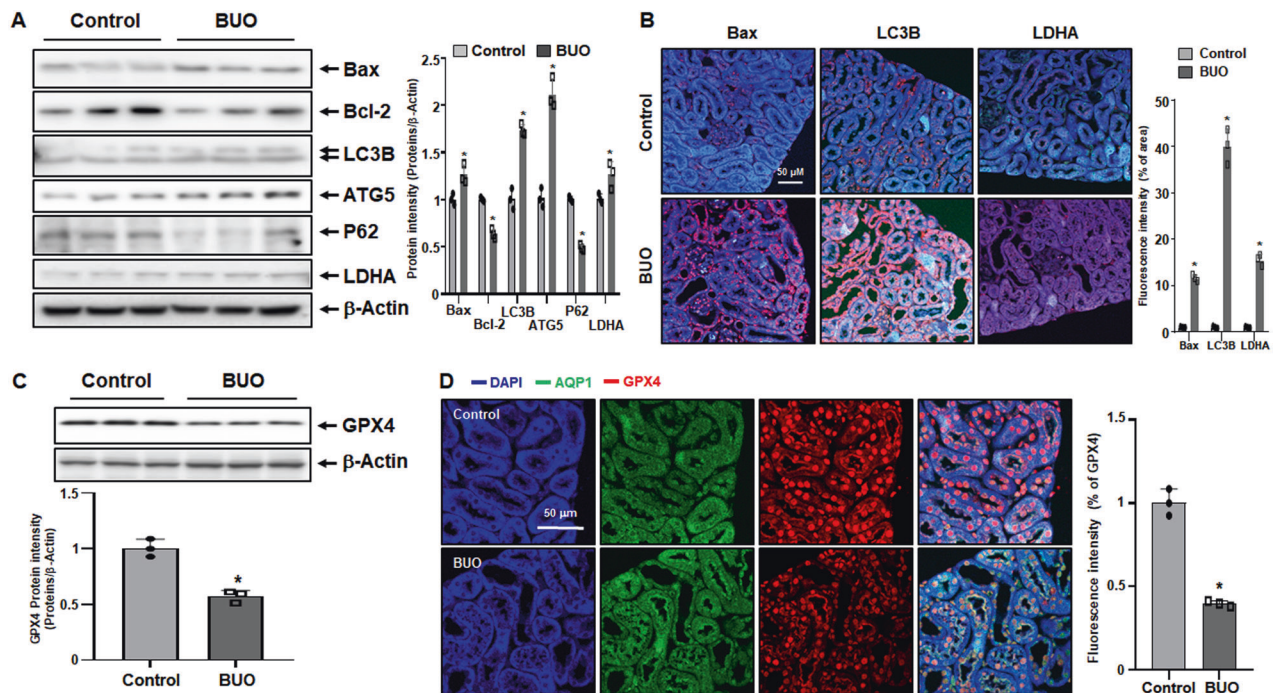 A
Control
BUO
Bax
Bcl-2
LC3B
ATG5
P62
LDHA
β-Actin
Control
BUO
Protein intensity (Proteins/β-Actin)
2.5
2
1.5
1
0.5
0
* * * * * *
Bax
Bcl-2
LC3B
ATG5
P62
LDHA
B
Bax
LC3B
LDHA
Control
BUO
50 µM
Control
BUO
Fluorescence intensity (% of area)
50
40
30
20
10
0
* * *
Bax
LC3B
LDHA
C
Control
BUO
GPX4
β-Actin
GPX4 Protein intensity
(Proteins/β-Actin)
1.5
1
0.5
0
*
Control
BUO
D
DAPI
AQP1
GPX4
Control
50 µm
BUO
Fluorescence intensity (% of GPX4)
1.5
1
0.5
0
*
Control
BUO